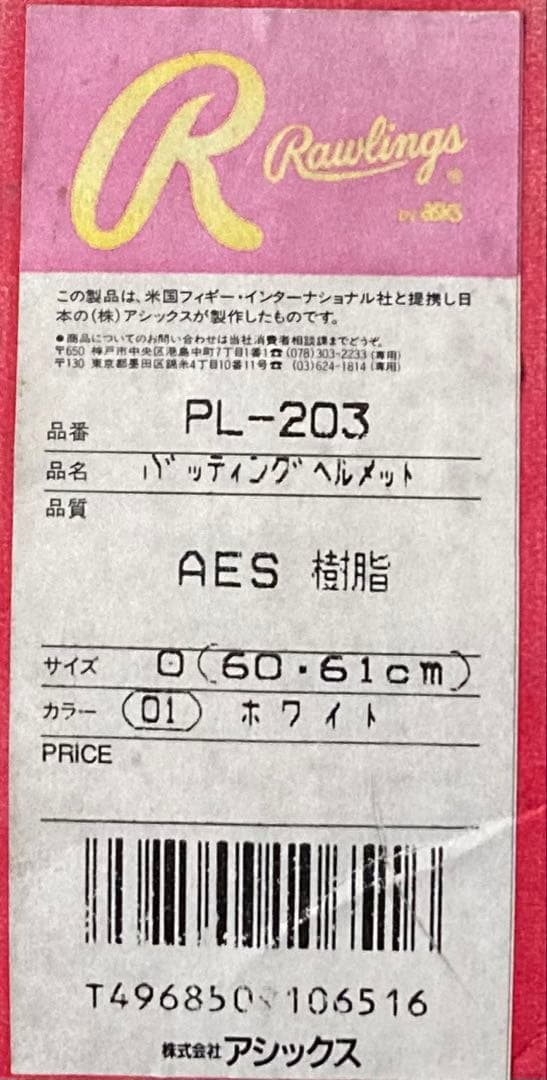 R Rawlings®
BY asics
この製品は、米国フィギー・インターナショナル社と提携し日
本の(株)アシックスが製作したものです。
●商品についてのお問い合わせは当社消費者相談課までどうぞ。
〒650 神戸市中央区港島中町7丁目1番1☎(078)303-2233(専用)
〒130 東京都墨田区錦糸4丁目10番11号☎ (03)624-1814(専用)
品番 PL-203
品名 バッティングヘルメット
品質
AES 樹脂
サイズ O(60・61cm)
カラー (01) ホワイト
PRICE
T496850 106516
株式会社アシックス